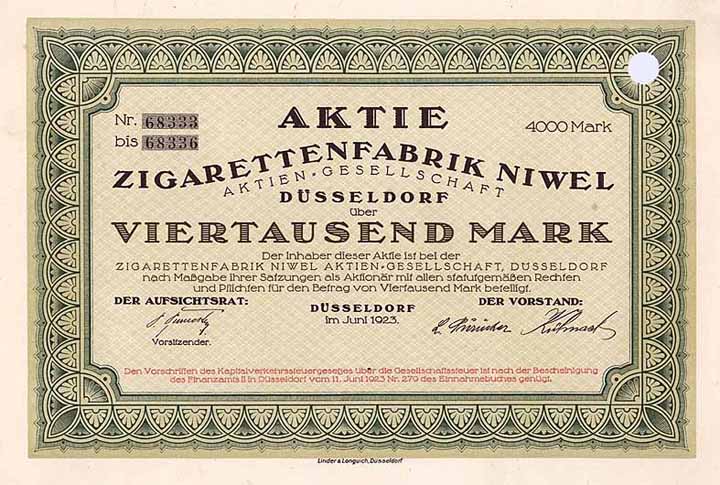 AKTIE
Nr. 68333
bis 68336
4000 Mark
ZIGARETTENFABRIK NIWEL
AKTIEN-GESELLSCHAFT
DÜSSELDORF
über
VIERTAUSEND MARK
Der Inhaber dieser Aktie ist bei der
ZIGARETTENFABRIK NIWEL AKTIEN-GESELLSCHAFT, DÜSSELDORF
nach Maßgabe Ihrer Satzungen als Aktionär mit allen statutgemäßen Rechten
und Pflichten für den Betrag von Viertausend Mark beteiligt.
DER AUFSICHTSRAT:
Vorsitzender.
DÜSSELDORF
im Juni 1923.
DER VORSTAND:
Den Vorschriften des Kapitalverkehrssteuergesetzes über die Gesellschaftssteuer ist nach der Bescheinigung
des Finanzamts II in Düsseldorf vom 11. Juni 1923 Nr. 279 des Einnahmebuches genügt.
Linder & Longuich, Düsseldorf